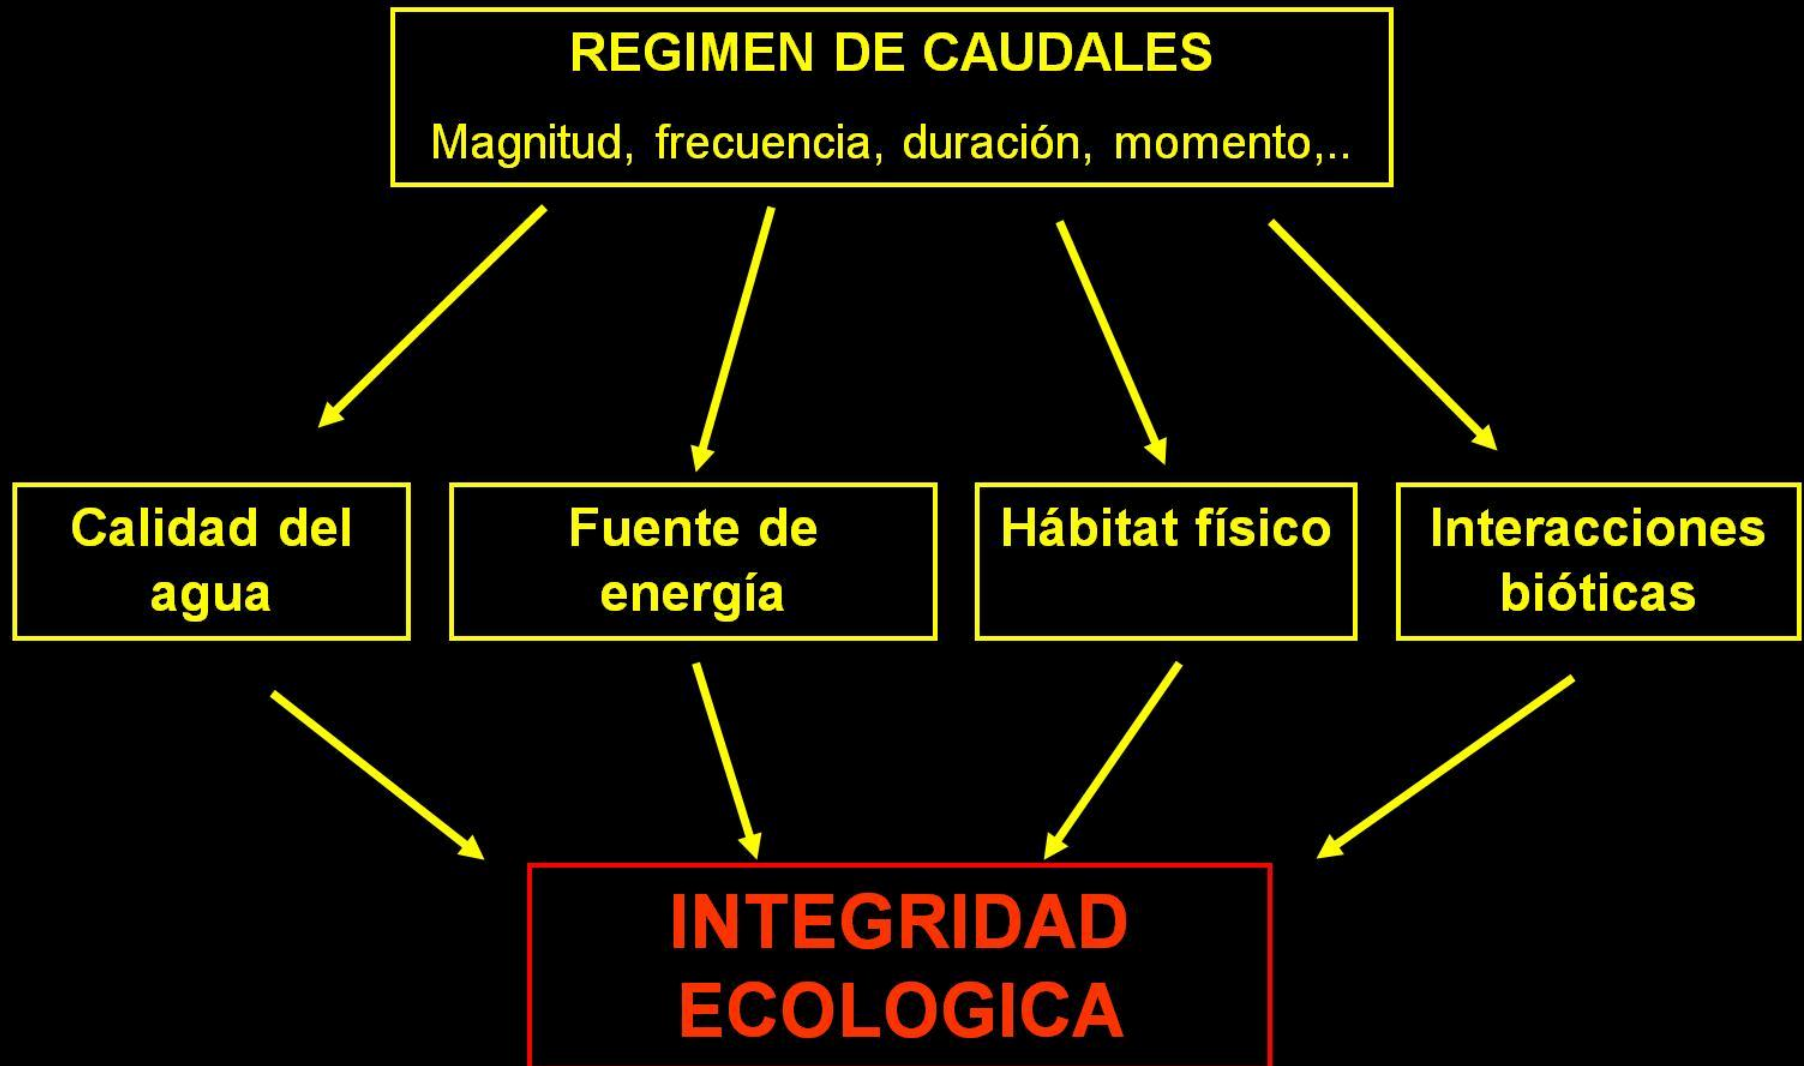 REGIMEN DE CAUDALES
Magnitud, frecuencia, duración, momento,..
Calidad del
agua
Fuente de
energía
Hábitat físico
Interacciones
bióticas
INTEGRIDAD
ECOLOGICA